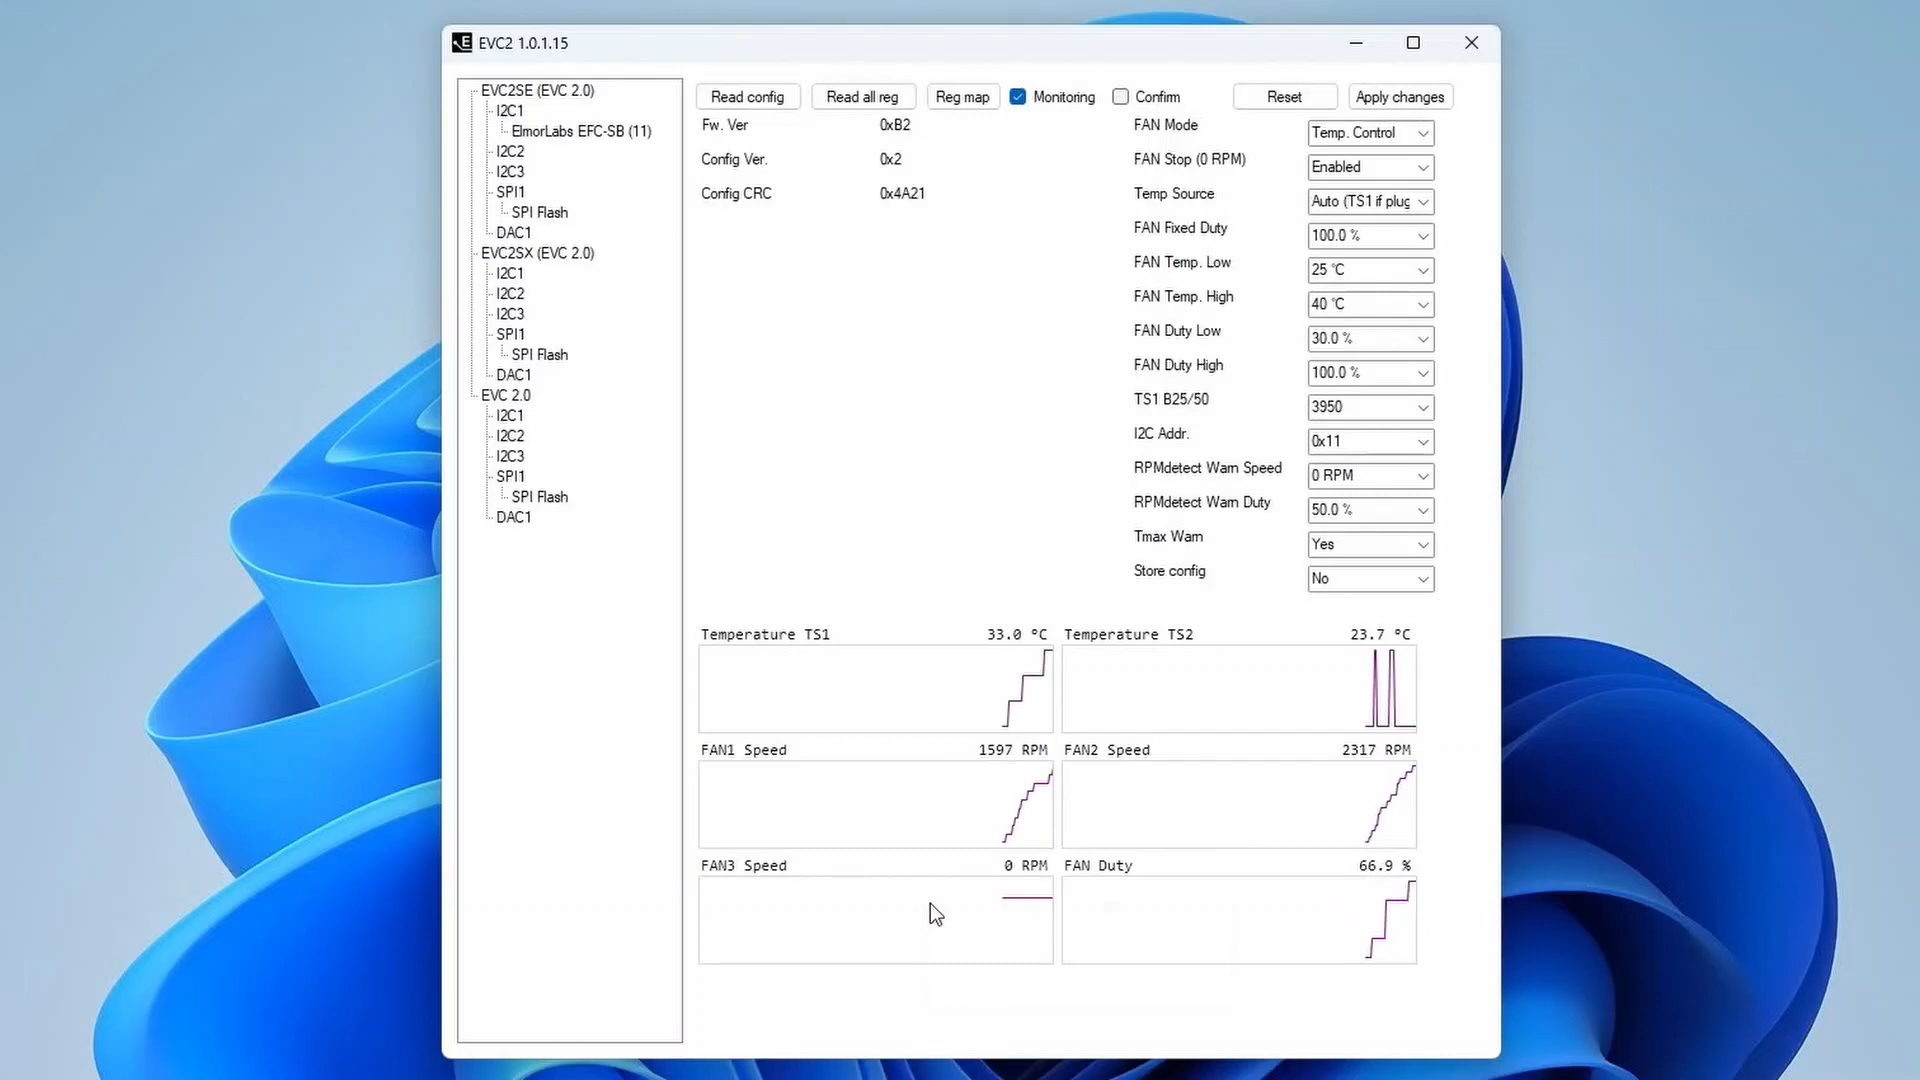 EVC2 1.0.1.15
EVC2SE (EVC 2.0)
I2C1
ElmorLabs EFC-SB (11)
I2C2
I2C3
SPI1
SPI Flash
DAC1
EVC2SX (EVC 2.0)
I2C1
I2C2
I2C3
SPI1
SPI Flash
DAC1
EVC 2.0
I2C1
I2C2
I2C3
SPI1
SPI Flash
DAC1
Read config Read all reg Reg map Monitoring Confirm Reset Apply changes
Fw. Ver 0xB2
Config Ver. 0x2
Config CRC 0x4A21
FAN Mode Temp. Control
FAN Stop (0 RPM) Enabled
Temp Source Auto (TS1 if plug
FAN Fixed Duty 100.0 %
FAN Temp. Low 25 °C
FAN Temp. High 40 °C
FAN Duty Low 30.0 %
FAN Duty High 100.0 %
TS1 B25/50 3950
I2C Addr. 0x11
RPMdetect Warn Speed 0 RPM
RPMdetect Warn Duty 50.0 %
Tmax Warn Yes
Store config No
Temperature TS1 33.0 °C Temperature TS2 23.7 °C
FAN1 Speed 1597 RPM FAN2 Speed 2317 RPM
FAN3 Speed 0 RPM FAN Duty 66.9 %